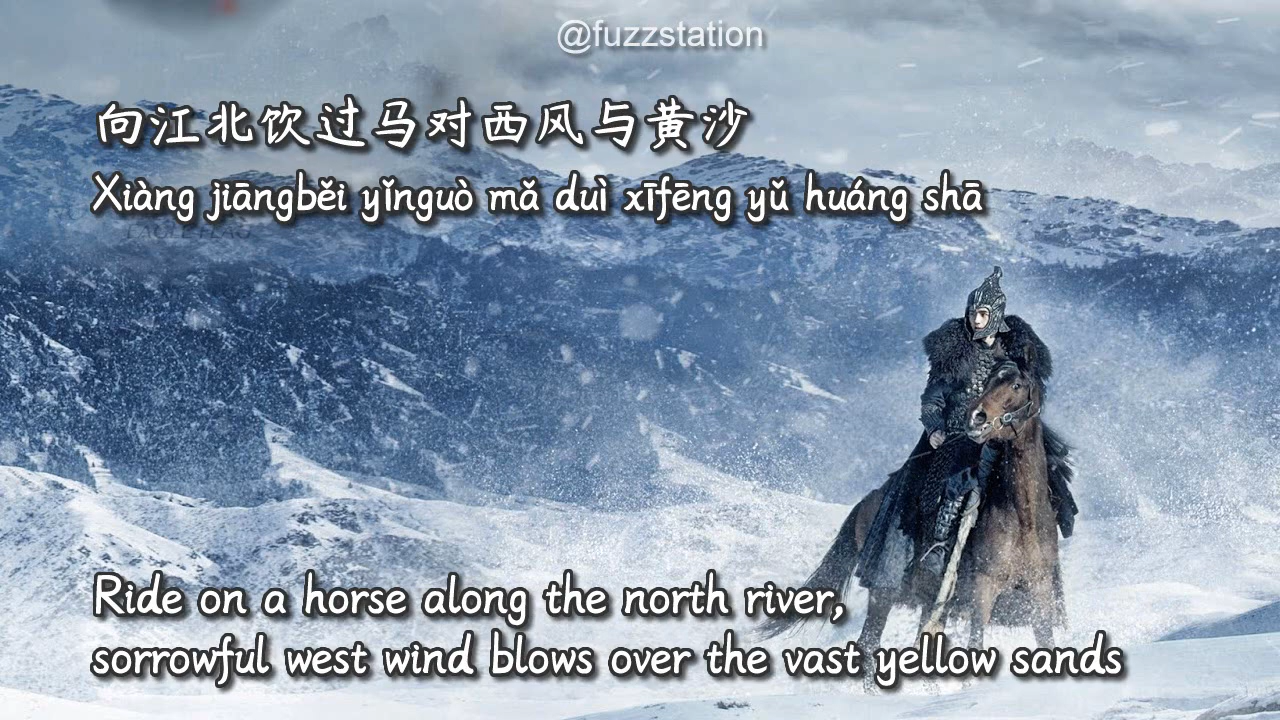 @fuzzstation
向江北饮过马对西风与黄沙
Xiàng jiāngběi yǐnguò mǎ duì xīfēng yǔ huáng shā
Ride on a horse along the north river,
sorrowful west wind blows over the vast yellow sands